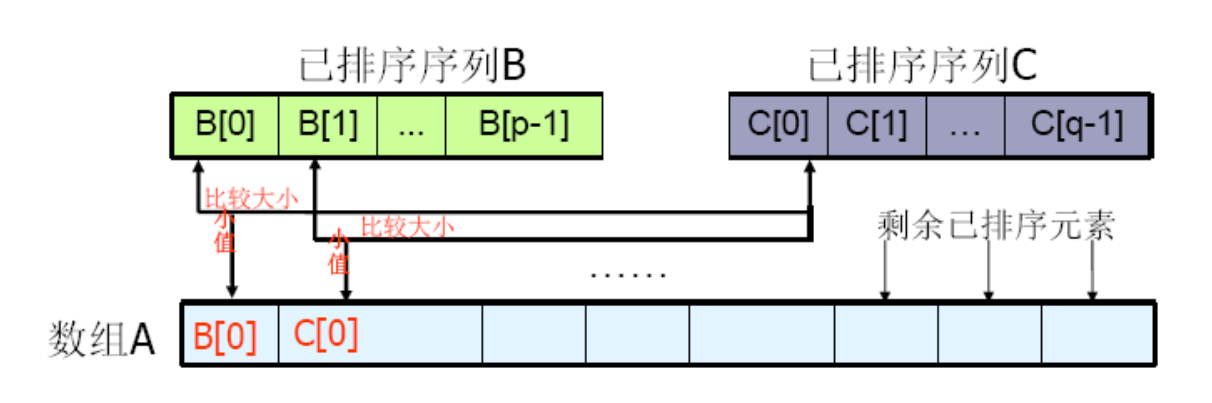 已排序序列B
已排序序列C
B[0] B[1] ... B[p-1]
C[0] C[1] ... C[q-1]
比较大小
小值
比较大小
小值
剩余已排序元素
......
数组A
B[0] C[0]